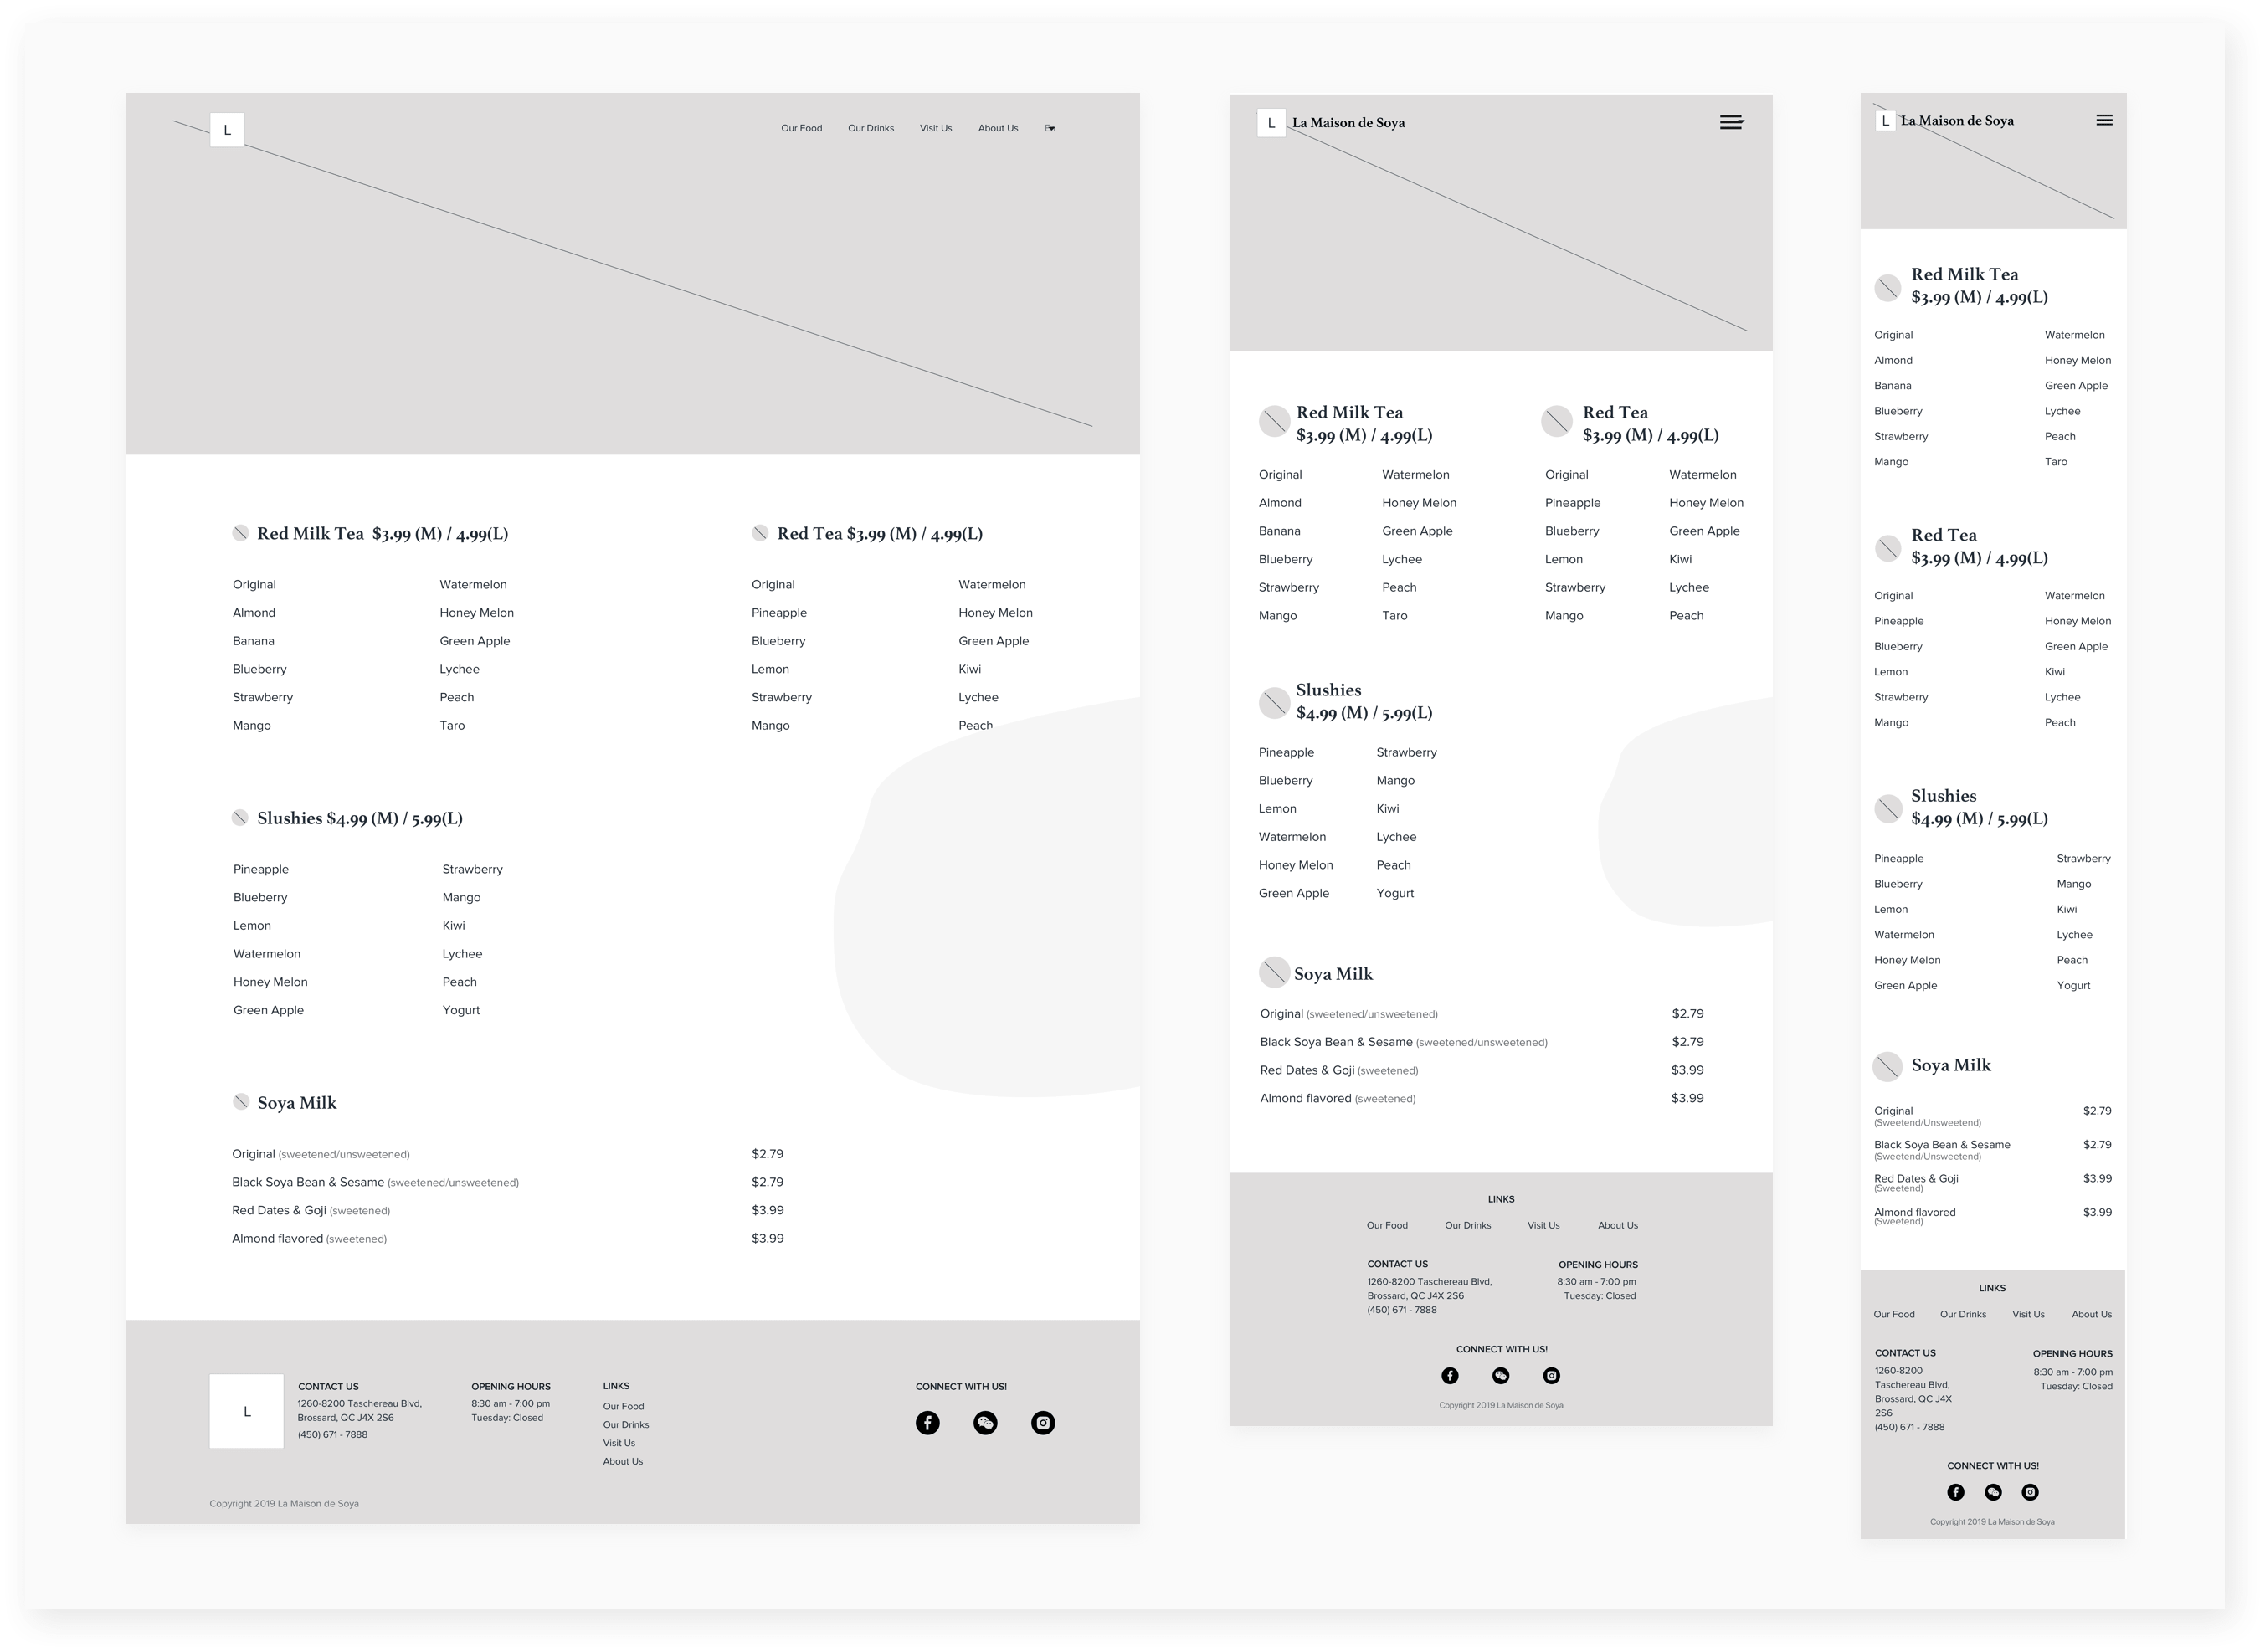 L
Our Food Our Drinks Visit Us About Us
Red Milk Tea $3.99 (M) / 4.99(L)
Original Watermelon
Almond Honey Melon
Banana Green Apple
Blueberry Lychee
Strawberry Peach
Mango Taro
Red Tea $3.99 (M) / 4.99(L)
Original Watermelon
Pineapple Honey Melon
Blueberry Green Apple
Lemon Kiwi
Strawberry Lychee
Mango Peach
Slushies $4.99 (M) / 5.99(L)
Pineapple Strawberry
Blueberry Mango
Lemon Kiwi
Watermelon Lychee
Honey Melon Peach
Green Apple Yogurt
Soya Milk
Original (sweetened/unsweetened) $2.79
Black Soya Bean & Sesame (sweetened/unsweetened) $2.79
Red Dates & Goji (sweetened) $3.99
Almond flavored (sweetened) $3.99
L
CONTACT US
1260-8200 Taschereau Blvd,
Brossard, QC J4X 2S6
(450) 671 - 7888
OPENING HOURS
8:30 am - 7:00 pm
Tuesday: Closed
LINKS
Our Food
Our Drinks
Visit Us
About Us
CONNECT WITH US!
Copyright 2019 La Maison de Soya
L La Maison de Soya
Red Milk Tea
$3.99 (M) / 4.99(L)
Original Watermelon
Almond Honey Melon
Banana Green Apple
Blueberry Lychee
Strawberry Peach
Mango Taro
Red Tea
$3.99 (M) / 4.99(L)
Original Watermelon
Pineapple Honey Melon
Blueberry Green Apple
Lemon Kiwi
Strawberry Lychee
Mango Peach
Slushies
$4.99 (M) / 5.99(L)
Pineapple Strawberry
Blueberry Mango
Lemon Kiwi
Watermelon Lychee
Honey Melon Peach
Green Apple Yogurt
Soya Milk
Original (sweetened/unsweetened) $2.79
Black Soya Bean & Sesame (sweetened/unsweetened) $2.79
Red Dates & Goji (sweetened) $3.99
Almond flavored (sweetened) $3.99
LINKS
Our Food Our Drinks Visit Us About Us
CONTACT US
1260-8200 Taschereau Blvd,
Brossard, QC J4X 2S6
(450) 671 - 7888
OPENING HOURS
8:30 am - 7:00 pm
Tuesday: Closed
CONNECT WITH US!
Copyright 2019 La Maison de Soya
L La Maison de Soya
Red Milk Tea
$3.99 (M) / 4.99(L)
Original Watermelon
Almond Honey Melon
Banana Green Apple
Blueberry Lychee
Strawberry Peach
Mango Taro
Red Tea
$3.99 (M) / 4.99(L)
Original Watermelon
Pineapple Honey Melon
Blueberry Green Apple
Lemon Kiwi
Strawberry Lychee
Mango Peach
Slushies
$4.99 (M) / 5.99(L)
Pineapple Strawberry
Blueberry Mango
Lemon Kiwi
Watermelon Lychee
Honey Melon Peach
Green Apple Yogurt
Soya Milk
Original $2.79
(Sweetend/Unsweetend)
Black Soya Bean & Sesame $2.79
(Sweetend/Unsweetend)
Red Dates & Goji $3.99
(Sweetend)
Almond flavored $3.99
(Sweetend)
LINKS
Our Food Our Drinks Visit Us About Us
CONTACT US
1260-8200
Taschereau Blvd,
Brossard, QC J4X
2S6
(450) 671 - 7888
OPENING HOURS
8:30 am - 7:00 pm
Tuesday: Closed
CONNECT WITH US!
Copyright 2019 La Maison de Soya